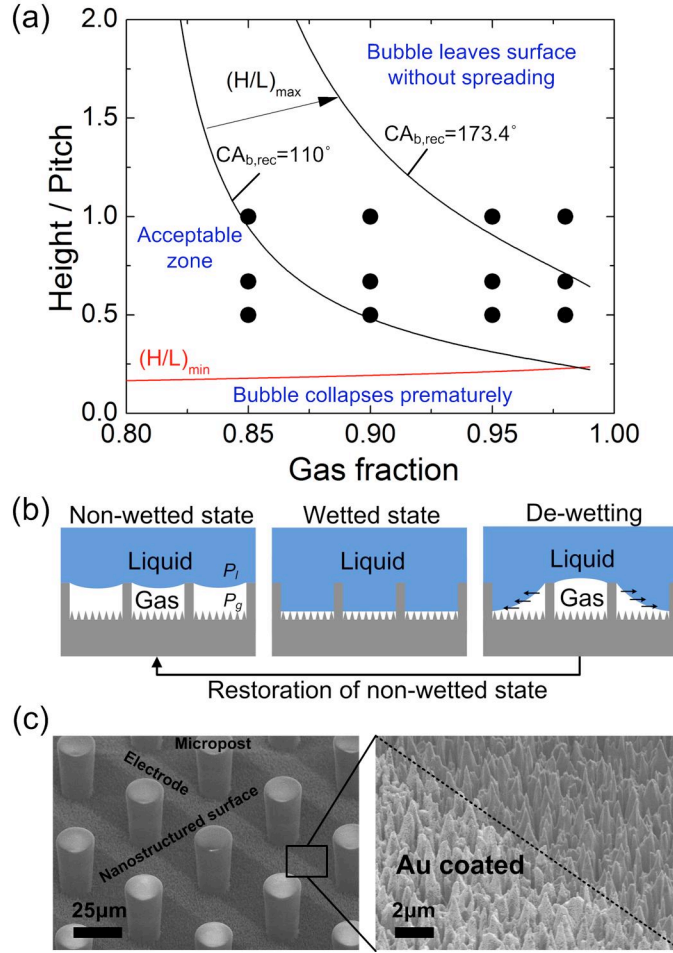 (a)
2.0
1.5
1.0
0.5
0.0
Height / Pitch
Bubble leaves surface
without spreading
(H/L)max
CAb,rec=173.4°
CAb,rec=110°
Acceptable
zone
(H/L)min
Bubble collapses prematurely
0.80 0.85 0.90 0.95 1.00
Gas fraction
(b)
Non-wetted state Wetted state De-wetting
Liquid Liquid Liquid
Pl
Gas Pg Gas
Restoration of non-wetted state
(c)
Micropost
Electrode
Nanostructured surface
25µm
Au coated
2µm